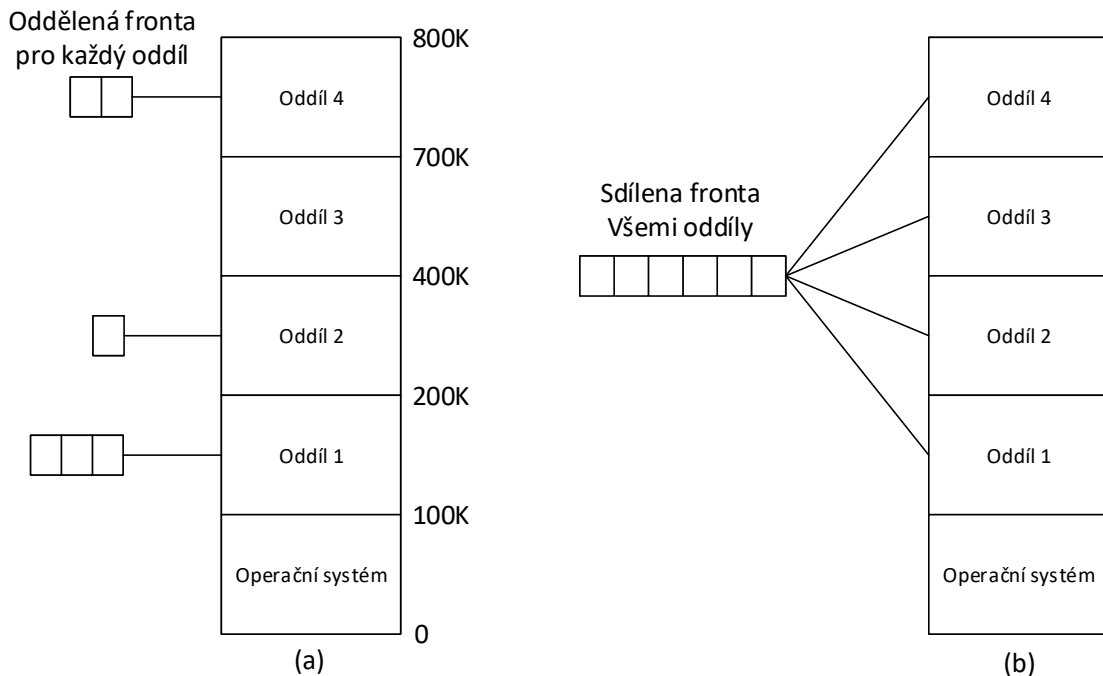 Oddělená fronta
pro každý oddíl
800K
Oddíl 4
700K
Oddíl 3
400K
Oddíl 2
200K
Oddíl 1
100K
Operační systém
0
(a)
Sdílena fronta
Všemi oddíly
Oddíl 4
Oddíl 3
Oddíl 2
Oddíl 1
Operační systém
(b)